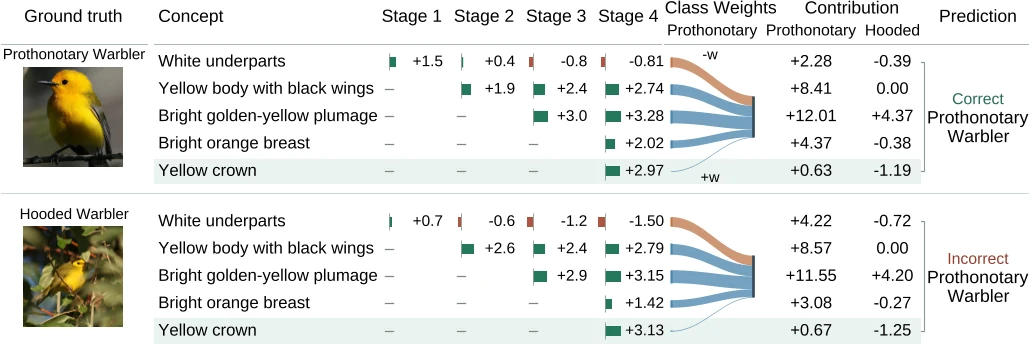 Ground truth Concept Stage 1 Stage 2 Stage 3 Stage 4 Class Weights Contribution Prediction
Prothonotary Prothonotary Hooded
Prothonotary Warbler
White underparts +1.5 +0.4 -0.8 -0.81 -w +2.28 -0.39
Yellow body with black wings – +1.9 +2.4 +2.74 +8.41 0.00
Bright golden-yellow plumage – – +3.0 +3.28 +12.01 +4.37
Bright orange breast – – – +2.02 +4.37 -0.38
Yellow crown – – – +2.97 +w +0.63 -1.19
Correct
Prothonotary
Warbler
Hooded Warbler
White underparts +0.7 -0.6 -1.2 -1.50 +4.22 -0.72
Yellow body with black wings – +2.6 +2.4 +2.79 +8.57 0.00
Bright golden-yellow plumage – – +2.9 +3.15 +11.55 +4.20
Bright orange breast – – – +1.42 +3.08 -0.27
Yellow crown – – – +3.13 +0.67 -1.25
Incorrect
Prothonotary
Warbler